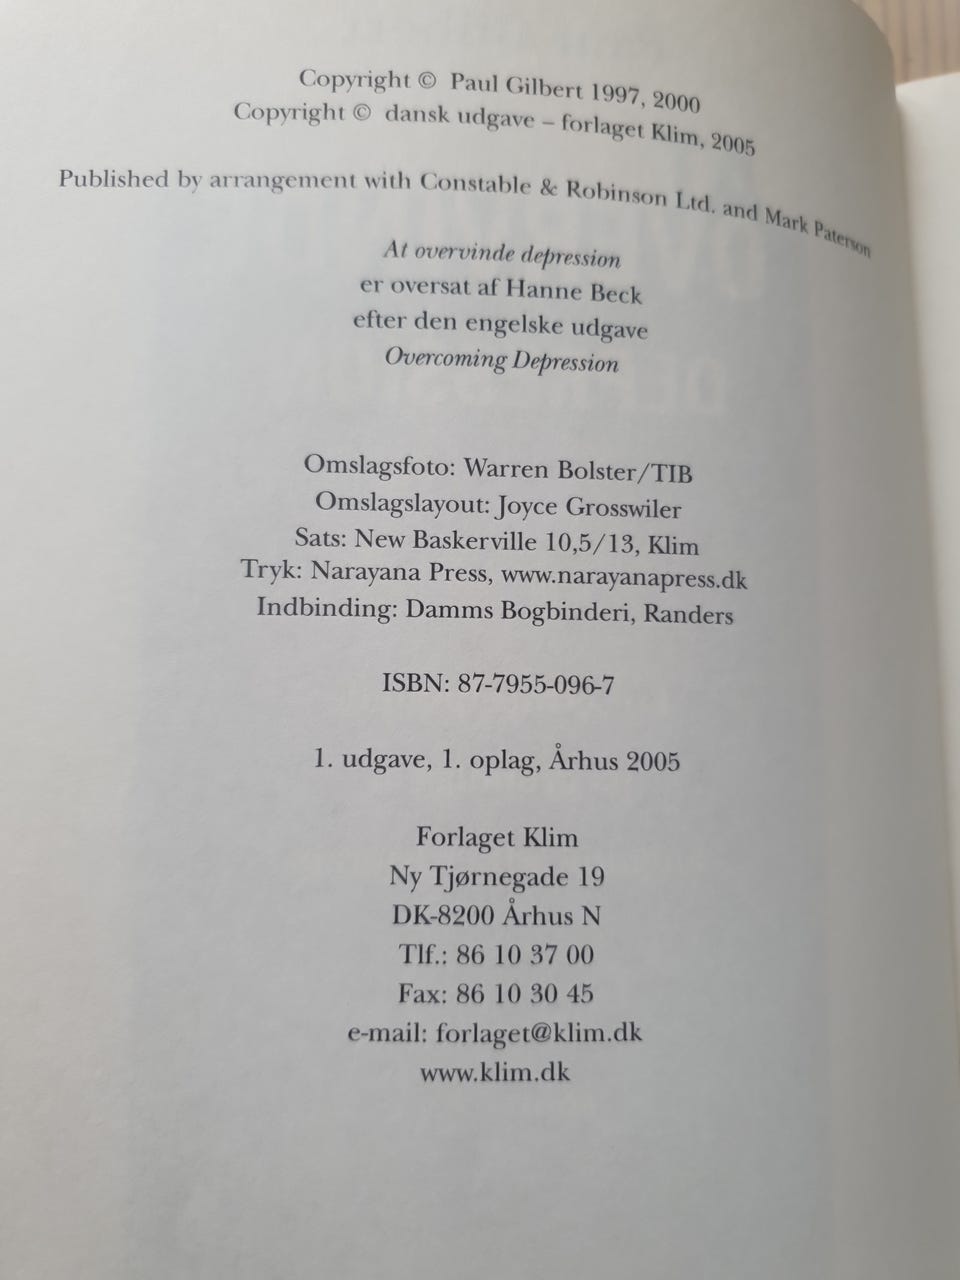 Copyright © Paul Gilbert 1997, 2000
Copyright © dansk udgave – forlaget Klim, 2005
Published by arrangement with Constable & Robinson Ltd. and Mark Paterson
At overvinde depression
er oversat af Hanne Beck
efter den engelske udgave
Overcoming Depression
Omslagsfoto: Warren Bolster/TIB
Omslagslayout: Joyce Grosswiler
Sats: New Baskerville 10,5/13, Klim
Tryk: Narayana Press, www.narayanapress.dk
Indbinding: Damms Bogbinderi, Randers
ISBN: 87-7955-096-7
1. udgave, 1. oplag, Århus 2005
Forlaget Klim
Ny Tjørnegade 19
DK-8200 Århus N
Tlf.: 86 10 37 00
Fax: 86 10 30 45
e-mail: forlaget@klim.dk
www.klim.dk